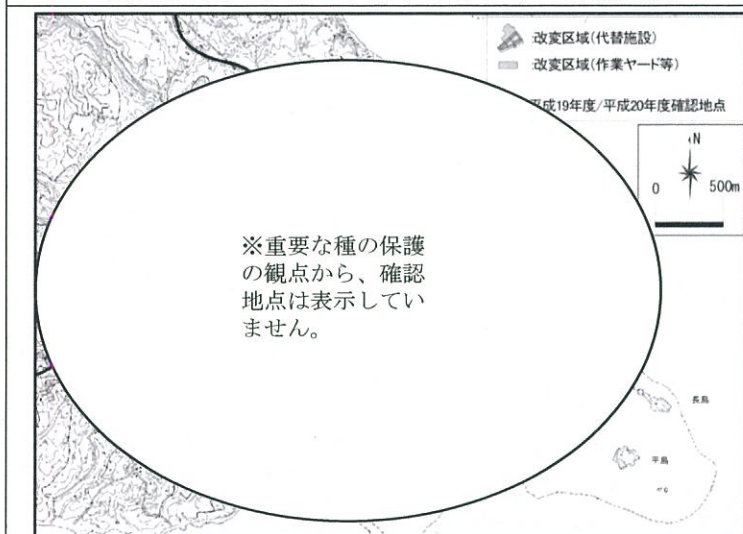 改変区域(代替施設)
改変区域(作業ヤード等)
平成19年度/平成20年度確認地点
N
0 500m
※重要な種の保護
の観点から、確認
地点は表示してい
ません。
長島
平島